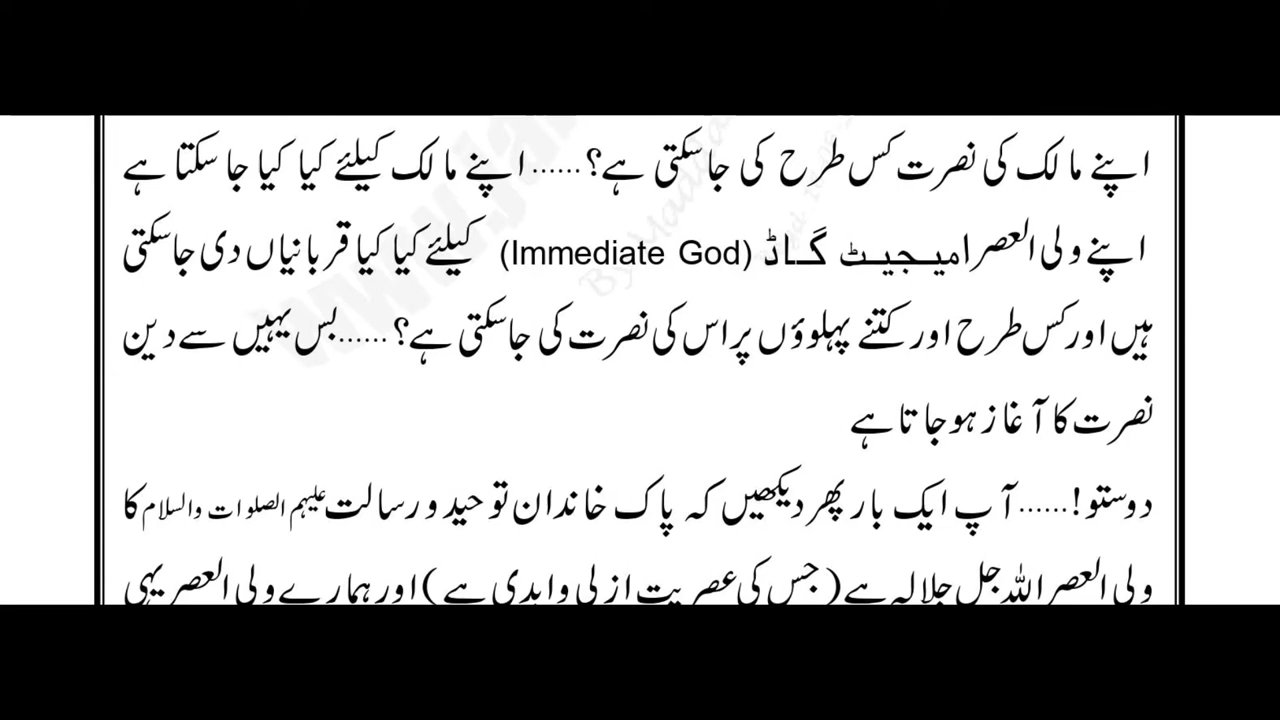 اپنے مالک کی نصرت کس طرح کی جاسکتی ہے؟......اپنے مالک کیلئے کیا کیا جا سکتا ہے
اپنے ولی العصر امیجیٹ گاڈ (Immediate God) کیلئے کیا کیا قربانیاں دی جاسکتی
ہیں اور کس طرح اور کتنے پہلوؤں پر اس کی نصرت کی جاسکتی ہے؟......بس یہیں سے دین
نصرت کا آغاز ہو جاتا ہے
دوستو!......آپ ایک بار پھر دیکھیں کہ پاک خاندان توحید و رسالت علیہم الصلوات والسلام کا
ولی العصر اللہ جل جلالہ ہے (جس کی عصریت ازلی و ابدی ہے) اور ہمارے ولی العصر یہی